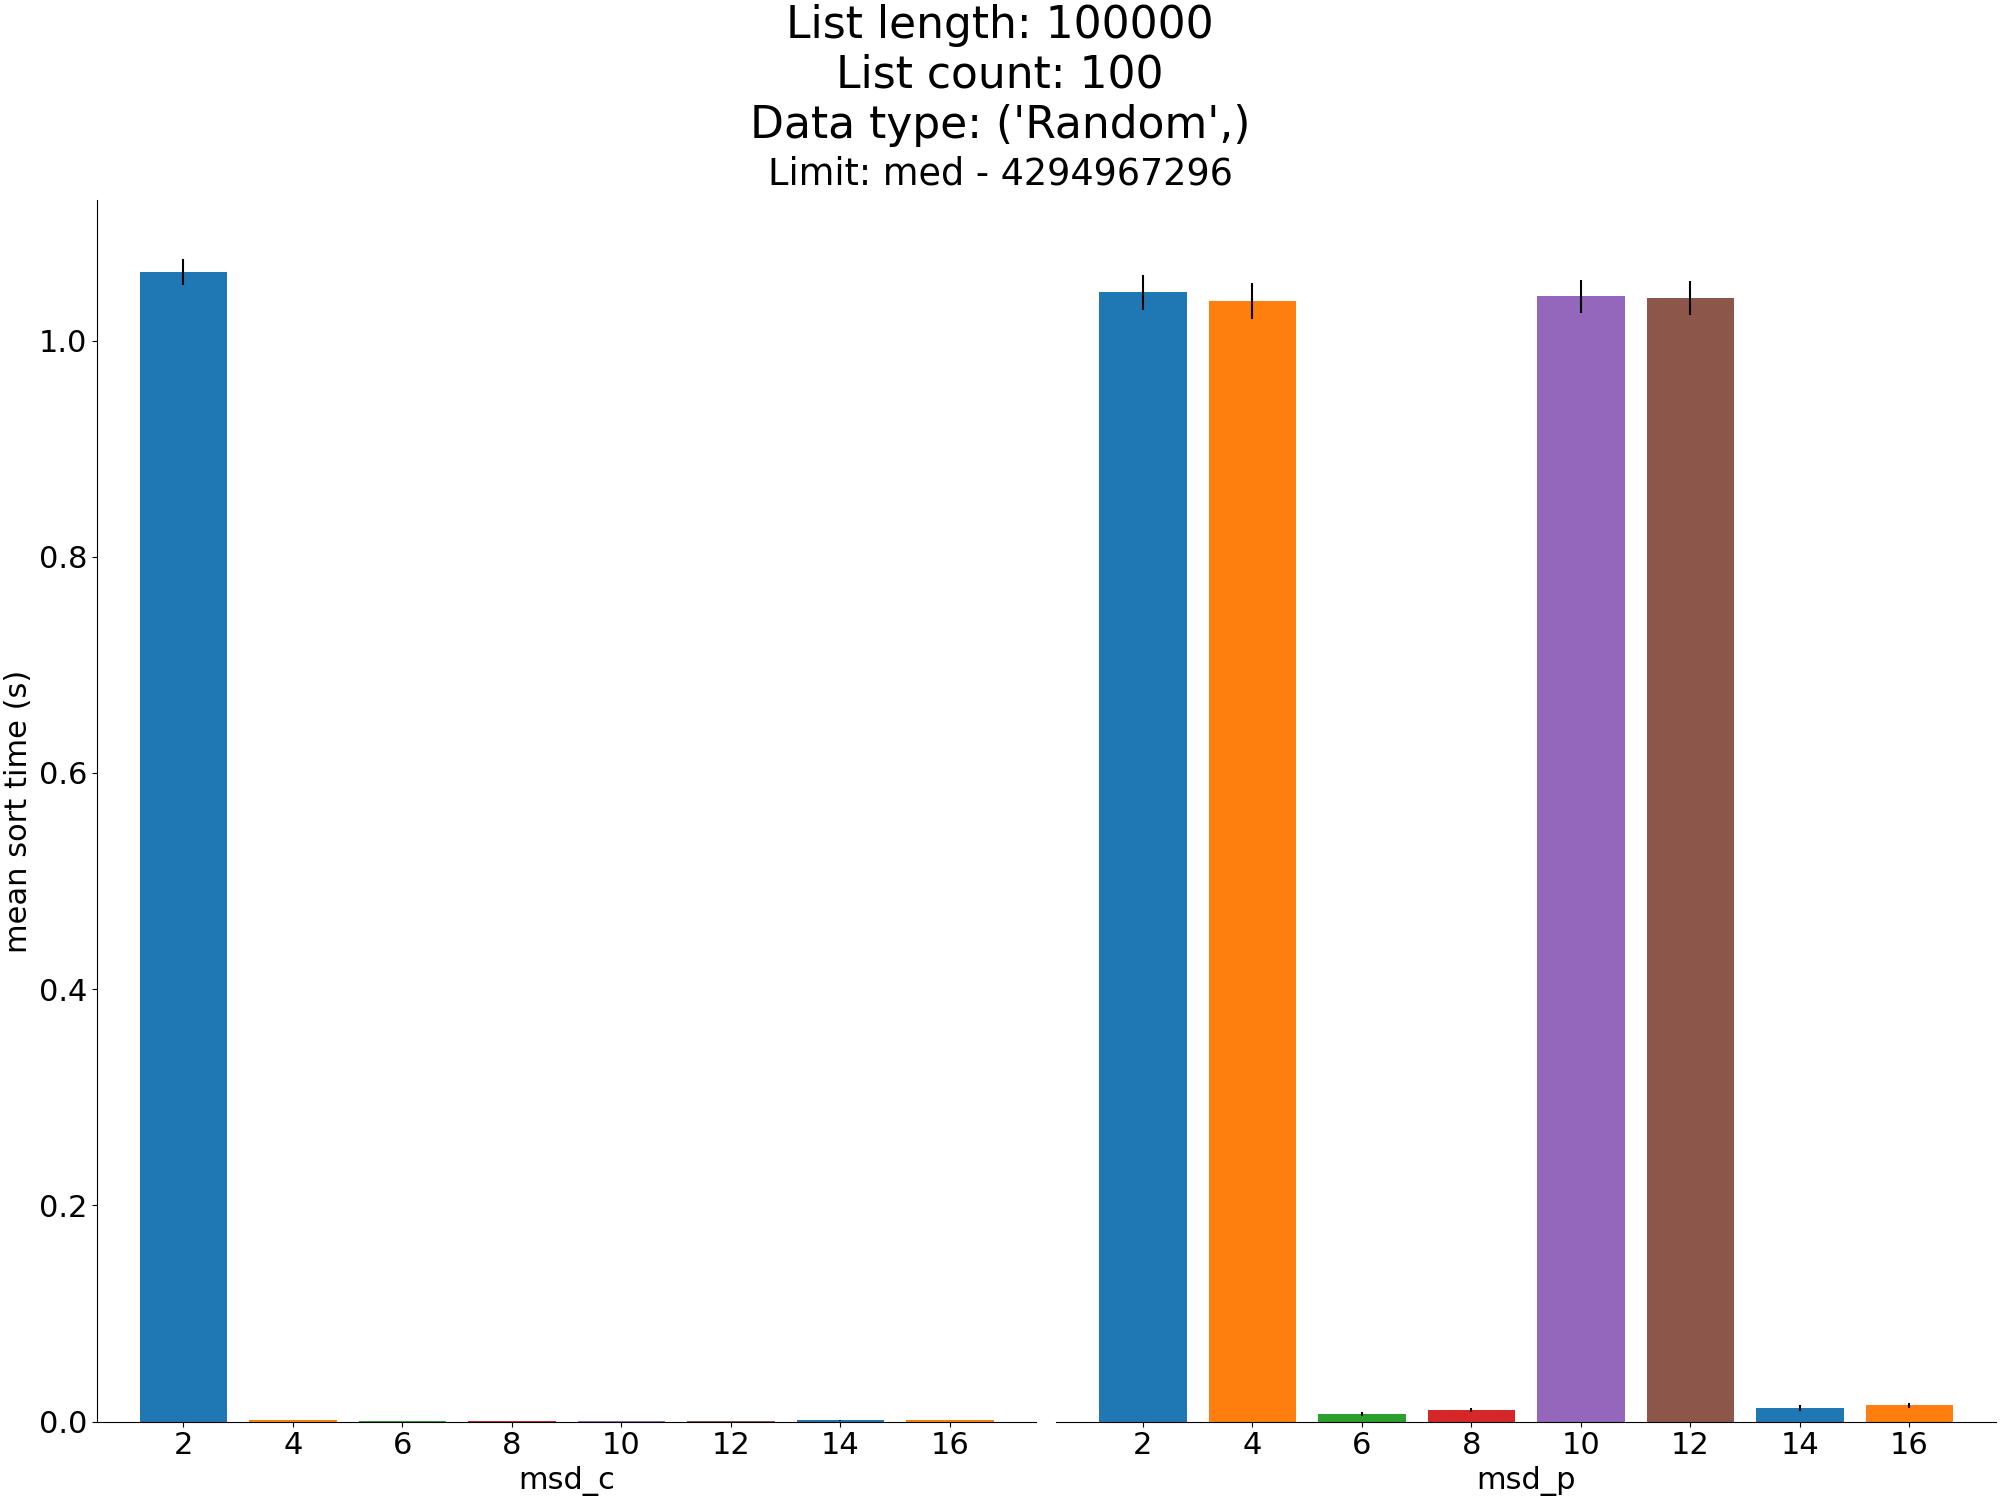 List length: 100000
List count: 100
Data type: ('Random',)
Limit: med - 4294967296
mean sort time (s)
1.0
0.8
0.6
0.4
0.2
0.0
2 4 6 8 10 12 14 16
msd_c
2 4 6 8 10 12 14 16
msd_p